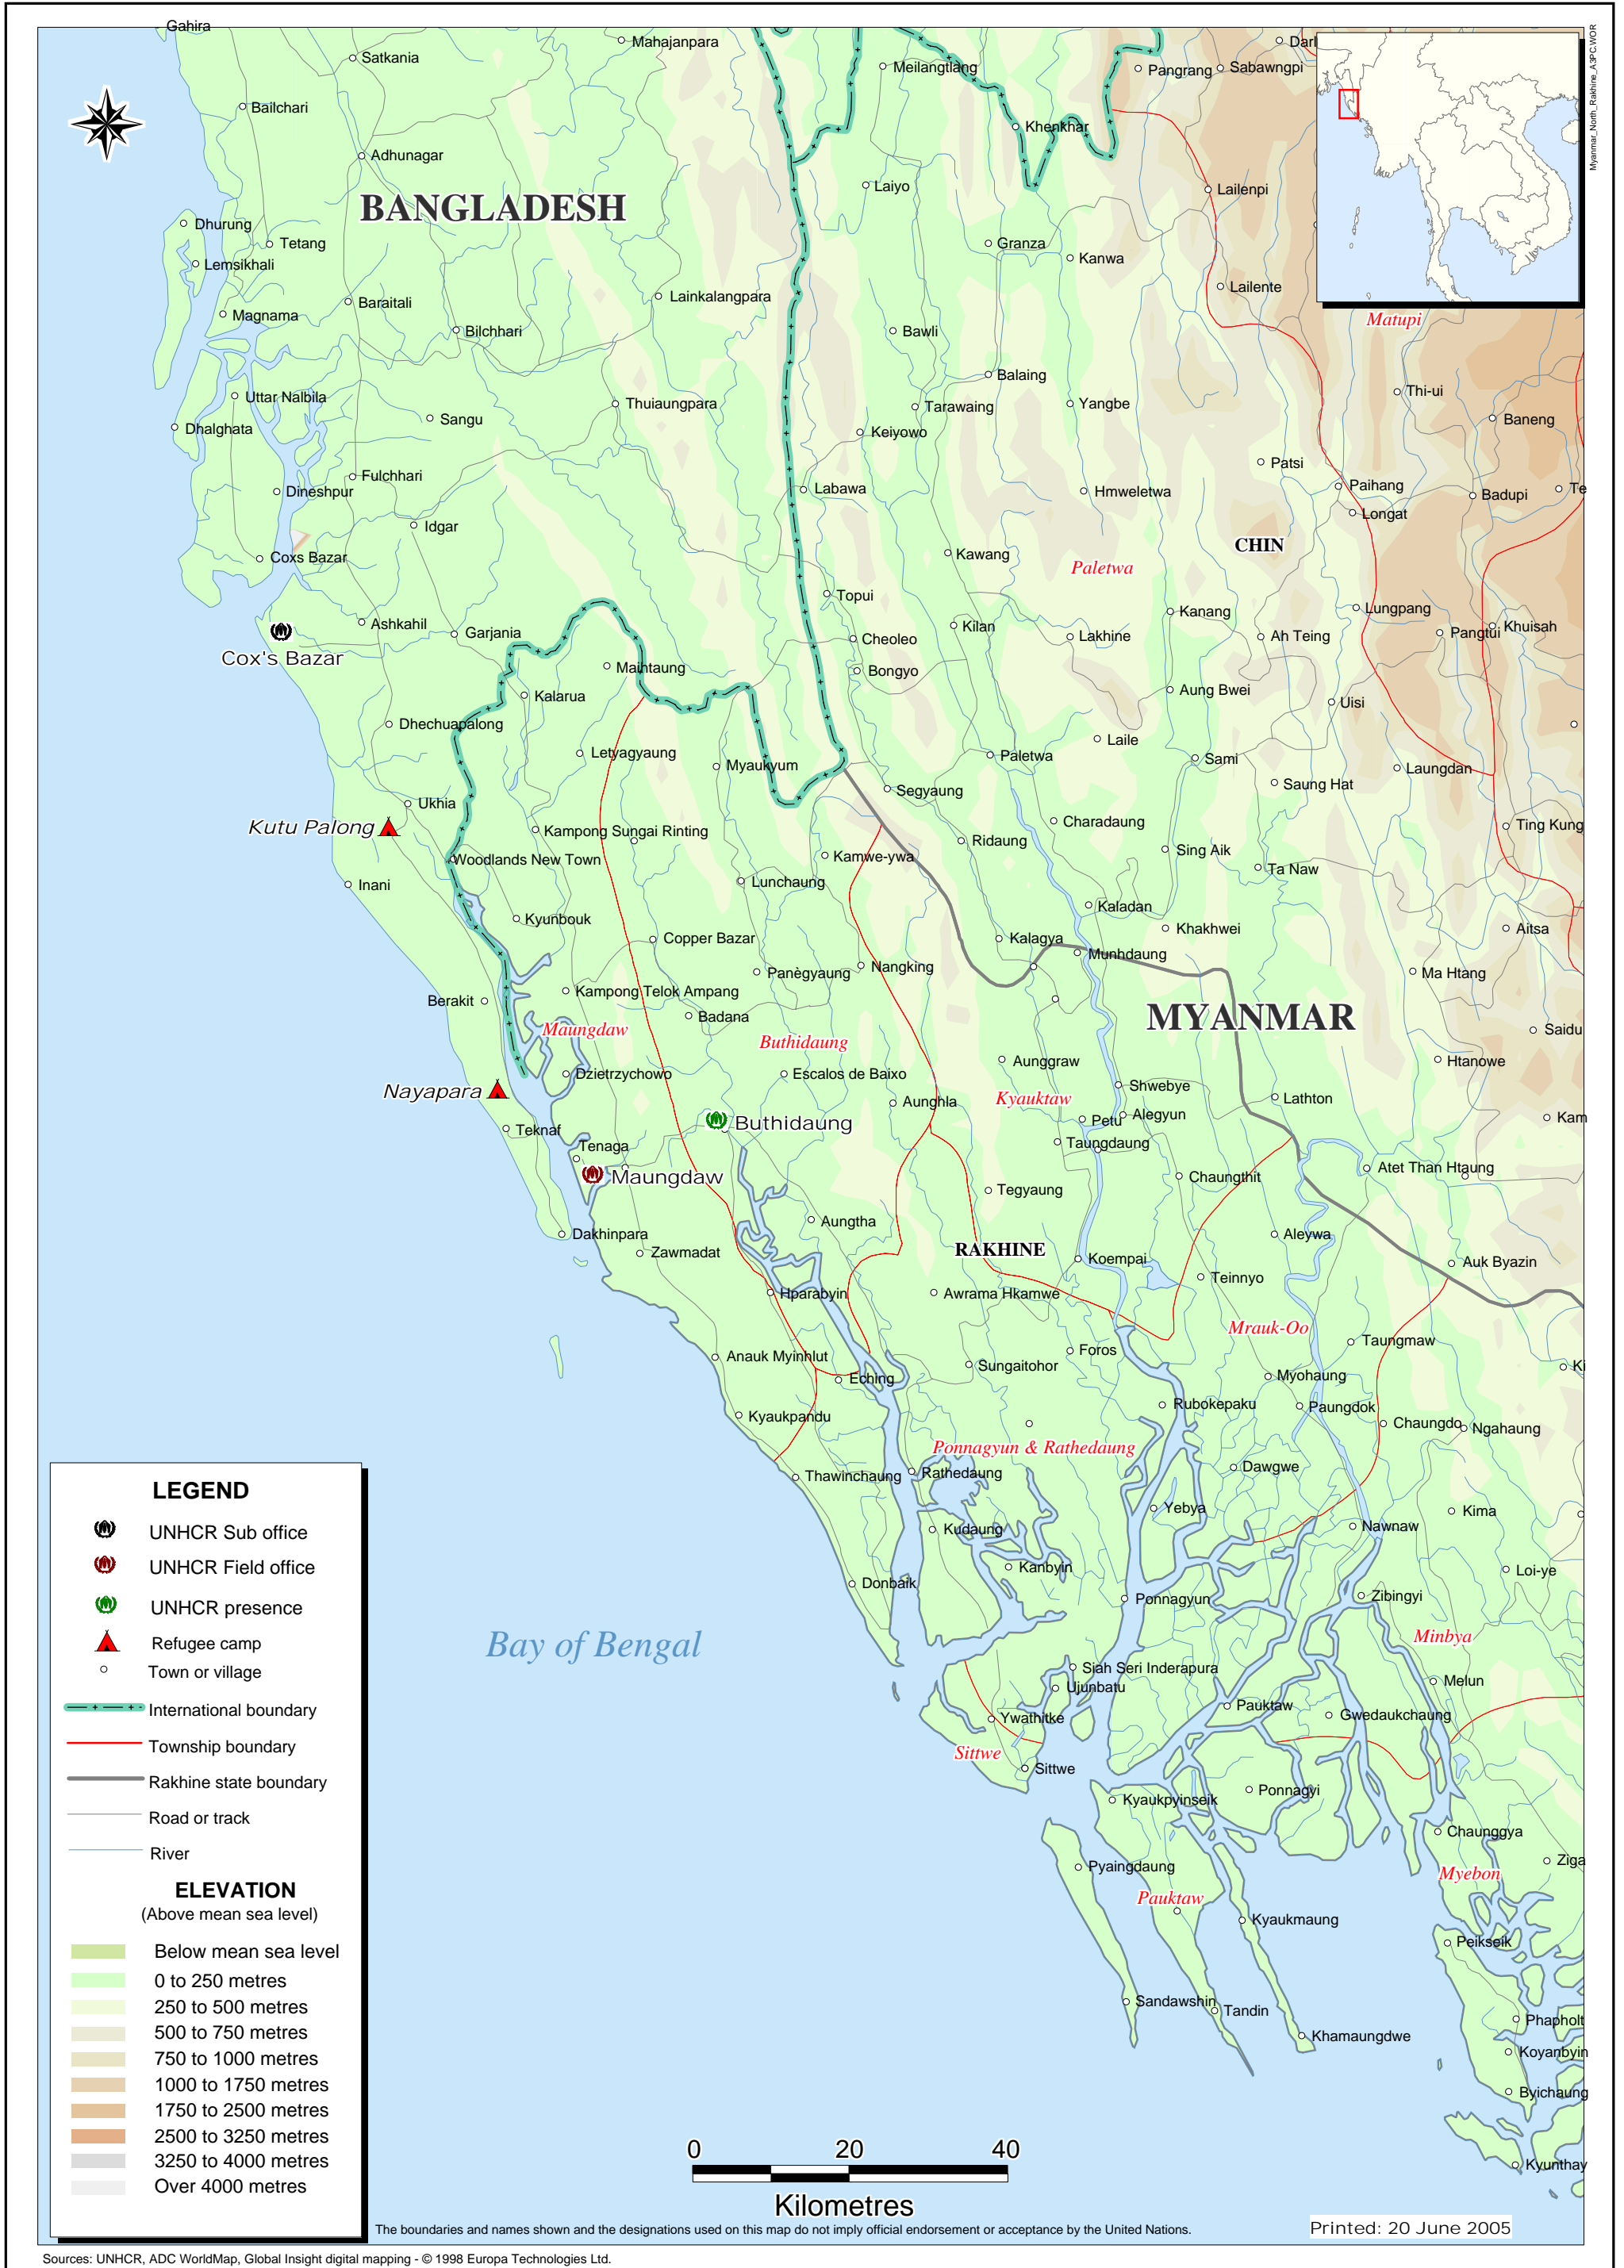 Gahira
Mahajanpara
Darl
Satkania
Meilangtlang
Pangrang
Sabawngpi
Myanmar_North_Rakhine_A3PC.WOR
Bailchari
Khenkhar
Adhunagar
Laiyo
Lailenpi
BANGLADESH
Dhurung
Tetang
Granza
Kanwa
Lemsikhali
Lailente
Baraitali
Lainkalangpara
Magnama
Matupi
Bilchhari
Bawli
Balaing
Thi-ui
Uttar Nalbila
Thuiaungpara
Tarawaing
Yangbe
Sangu
Baneng
Dhalghata
Keiyowo
Patsi
Fulchhari
Dineshpur
Labawa
Hmweletwa
Paihang
Badupi
Te
Longat
Idgar
CHIN
Coxs Bazar
Kawang
Paletwa
Topui
Kanang
Lungpang
Ashkahil
Garjania
Cheoleo
Kilan
Lakhine
Ah Teing
Pangtui
Khuisah
Cox's Bazar
Maihtaung
Bongyo
Kalarua
Aung Bwei
Uisi
Dhechuapalong
Laile
Letyagyaung
Myaukyum
Paletwa
Sami
Laungdan
Saung Hat
Segyaung
Ukhia
Kutu Palong
Kampong Sungai Rinting
Charadaung
Ting Kung
Ridaung
Woodlands New Town
Kamwe-ywa
Sing Aik
Ta Naw
Inani
Lunchaung
Kaladan
Kyunbouk
Khakhwei
Aitsa
Copper Bazar
Kalagya
Munhdaung
Panègyaung
Nangking
Ma Htang
Kampong Telok Ampang
Berakit
Badana
MYANMAR
Maungdaw
Buthidaung
Saidu
Aunggraw
Htanowe
Dzietrzychowo
Escalos de Baixo
Shwebye
Nayapara
Aunghla
Kyauktaw
Lathton
Alegyun
Petu
Kam
Buthidaung
Teknaf
Taungdaung
Tenaga
Maungdaw
Chaungthit
Atet Than Htaung
Tegyaung
Aungtha
Dakhinpara
Aleywa
Zawmadat
RAKHINE
Koempai
Auk Byazin
Teinnyo
Hparabyin
Awrama Hkamwe
Mrauk-Oo
Taungmaw
Anauk Myinhlut
Foros
Sungaitohor
Ki
Eching
Myohaung
Kyaukpandu
Rubokepaku
Paungdok
Chaungdo
Ngahaung
Ponnagyun & Rathedaung
Thawinchaung
Rathedaung
Dawgwe
Yebya
Kima
Kudaung
Nawnaw
Kanbyin
Loi-ye
Donbaik
Ponnagyun
Zibingyi
Bay of Bengal
Minbya
Siah Seri Inderapura
Ujunbatu
Melun
Pauktaw
Gwedaukchaung
Ywathitke
Sittwe
Sittwe
Ponnagyi
Kyaukpyinseik
Chaunggya
Pyaingdaung
Ziga
Myebon
Pauktaw
Kyaukmaung
Peikseik
Sandawshin
Tandin
Phapholt
Khamaungdwe
Koyanbyin
Byichaung
Kyunthay
LEGEND
UNHCR Sub office
UNHCR Field office
UNHCR presence
Refugee camp
Town or village
International boundary
Township boundary
Rakhine state boundary
Road or track
River
ELEVATION
(Above mean sea level)
Below mean sea level
0 to 250 metres
250 to 500 metres
500 to 750 metres
750 to 1000 metres
1000 to 1750 metres
1750 to 2500 metres
2500 to 3250 metres
3250 to 4000 metres
Over 4000 metres
0 20 40
Kilometres
The boundaries and names shown and the designations used on this map do not imply official endorsement or acceptance by the United Nations.
Printed: 20 June 2005
Sources: UNHCR, ADC WorldMap, Global Insight digital mapping - © 1998 Europa Technologies Ltd.